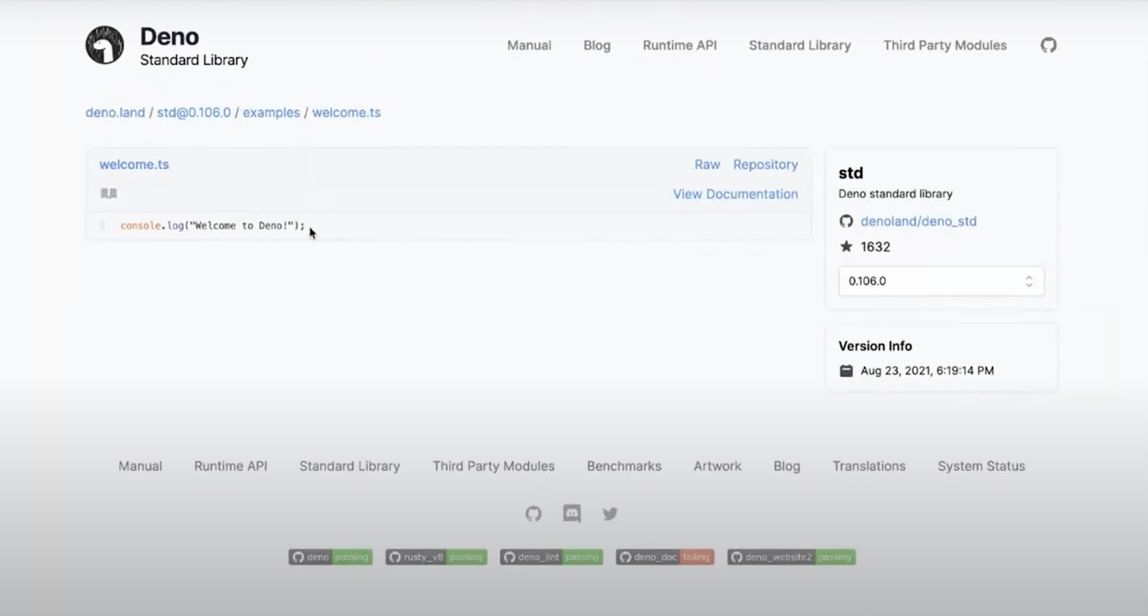 Deno
Standard Library
Manual Blog Runtime API Standard Library Third Party Modules
deno.land / std@0.106.0 / examples / welcome.ts
welcome.ts Raw Repository
View Documentation
1 console.log("Welcome to Deno!");
std
Deno standard library
denoland/deno_std
1632
0.106.0
Version Info
Aug 23, 2021, 6:19:14 PM
Manual Runtime API Standard Library Third Party Modules Benchmarks Artwork Blog Translations System Status
deno passing rusty_v8 passing deno_lint passing deno_doc failing deno_website2 passing